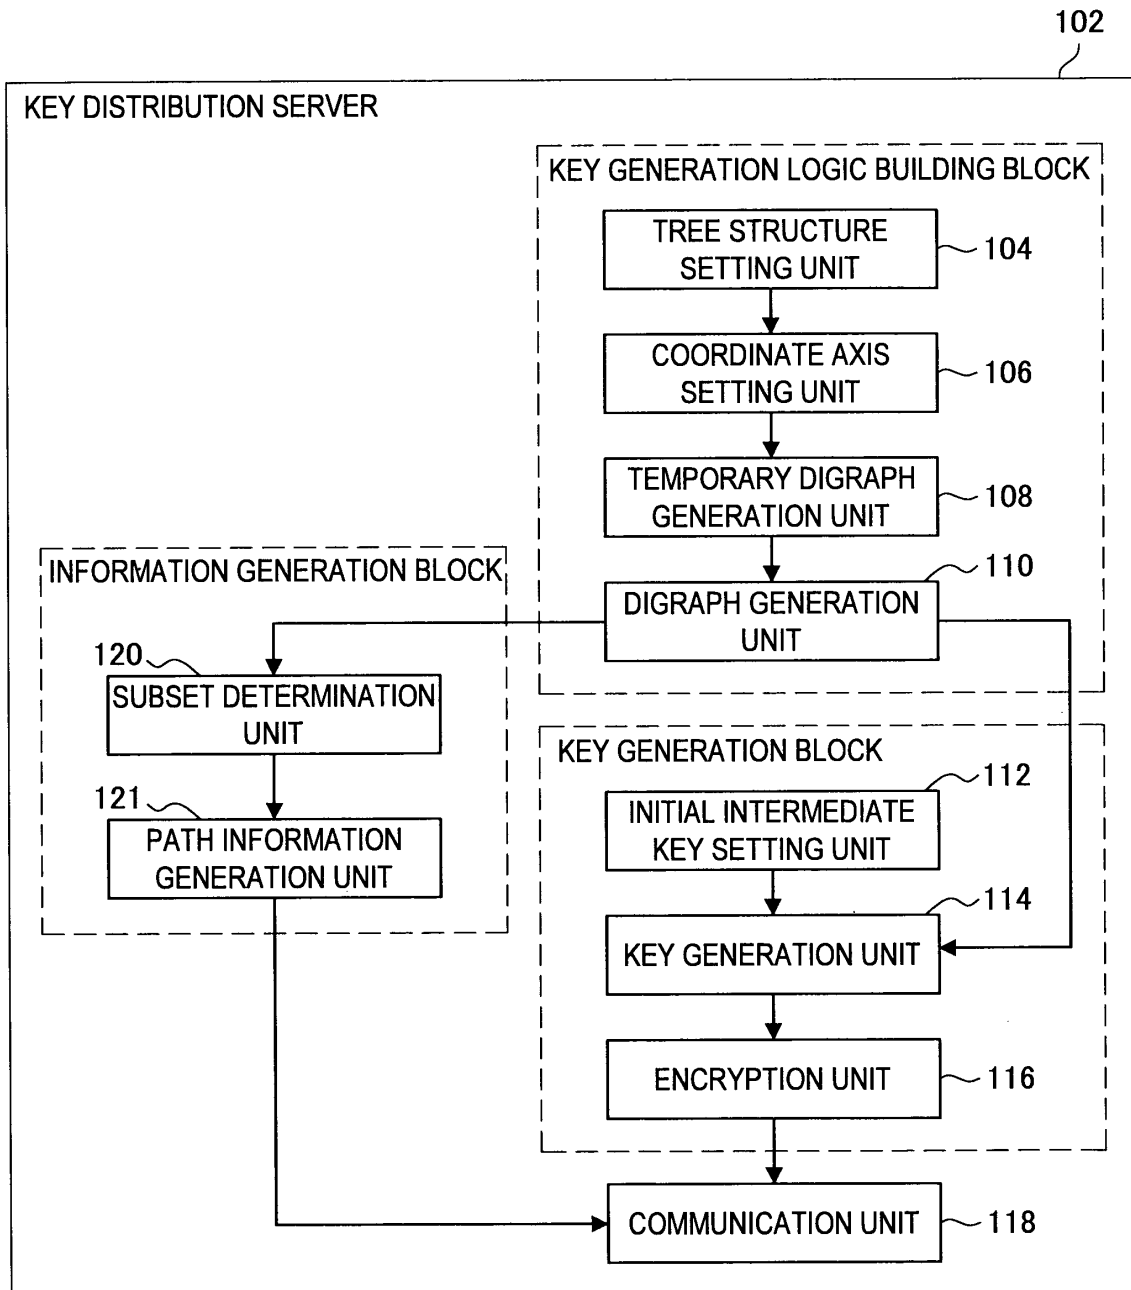 102
KEY DISTRIBUTION SERVER
KEY GENERATION LOGIC BUILDING BLOCK
TREE STRUCTURE
SETTING UNIT
104
COORDINATE AXIS
SETTING UNIT
106
TEMPORARY DIGRAPH
GENERATION UNIT
108
INFORMATION GENERATION BLOCK
110
DIGRAPH GENERATION
UNIT
120
SUBSET DETERMINATION
UNIT
KEY GENERATION BLOCK
112
121
INITIAL INTERMEDIATE
KEY SETTING UNIT
PATH INFORMATION
GENERATION UNIT
114
KEY GENERATION UNIT
ENCRYPTION UNIT
116
COMMUNICATION UNIT
118